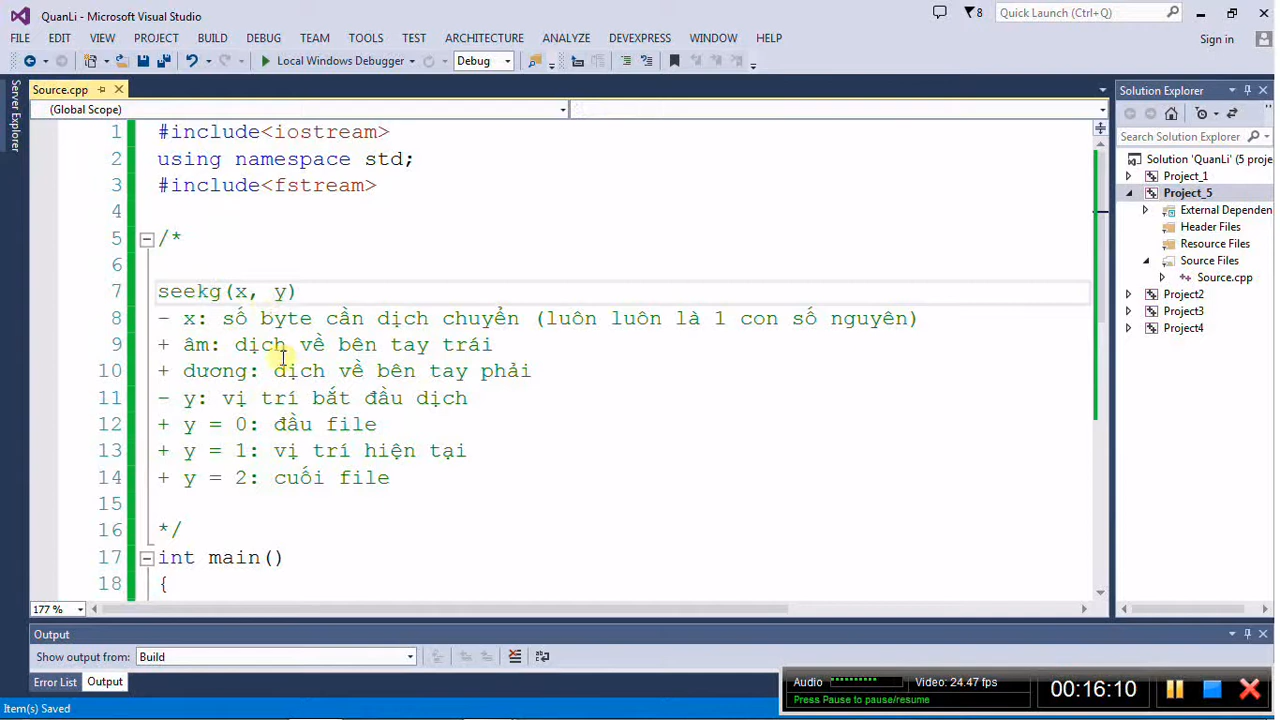 QuanLi - Microsoft Visual Studio
8
Quick Launch (Ctrl+Q)
FILE EDIT VIEW PROJECT BUILD DEBUG TEAM TOOLS TEST ARCHITECTURE ANALYZE DEVEXPRESS WINDOW HELP
Sign in
Local Windows Debugger
Debug
Server Explorer
Source.cpp
(Global Scope)
1 #include<iostream>
2 using namespace std;
3 #include<fstream>
4
5 /*
6
7 seekg(x, y)
8 - x: số byte cần dịch chuyển (luôn luôn là 1 con số nguyên)
9 + âm: dịch về bên tay trái
10 + dương: dịch về bên tay phải
11 - y: vị trí bắt đầu dịch
12 + y = 0: đầu file
13 + y = 1: vị trí hiện tại
14 + y = 2: cuối file
15
16 */
17 int main()
18 {
177 %
Solution Explorer
Search Solution Explorer
Solution 'QuanLi' (5 proje
Project_1
Project_5
External Dependen
Header Files
Resource Files
Source Files
Source.cpp
Project2
Project3
Project4
Output
Show output from: Build
Error List Output
Item(s) Saved
Audio
Video: 24.47 fps
Press Pause to pause/resume
00:16:10